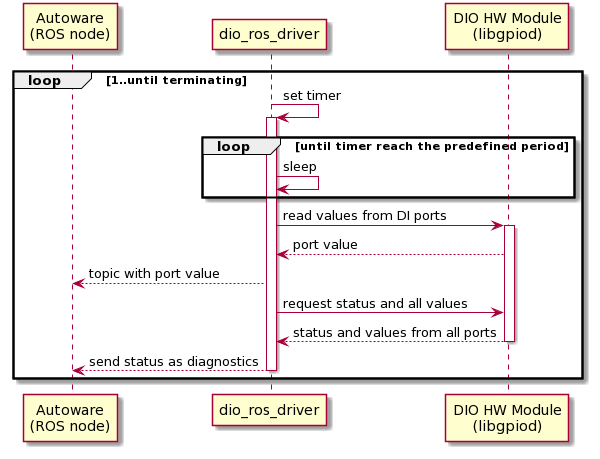 Autoware
(ROS node)
dio_ros_driver
DIO HW Module
(libgpiod)
loop
[1..until terminating]
set timer
loop
[until timer reach the predefined period]
sleep
read values from DI ports
port value
topic with port value
request status and all values
status and values from all ports
send status as diagnostics
Autoware
(ROS node)
dio_ros_driver
DIO HW Module
(libgpiod)